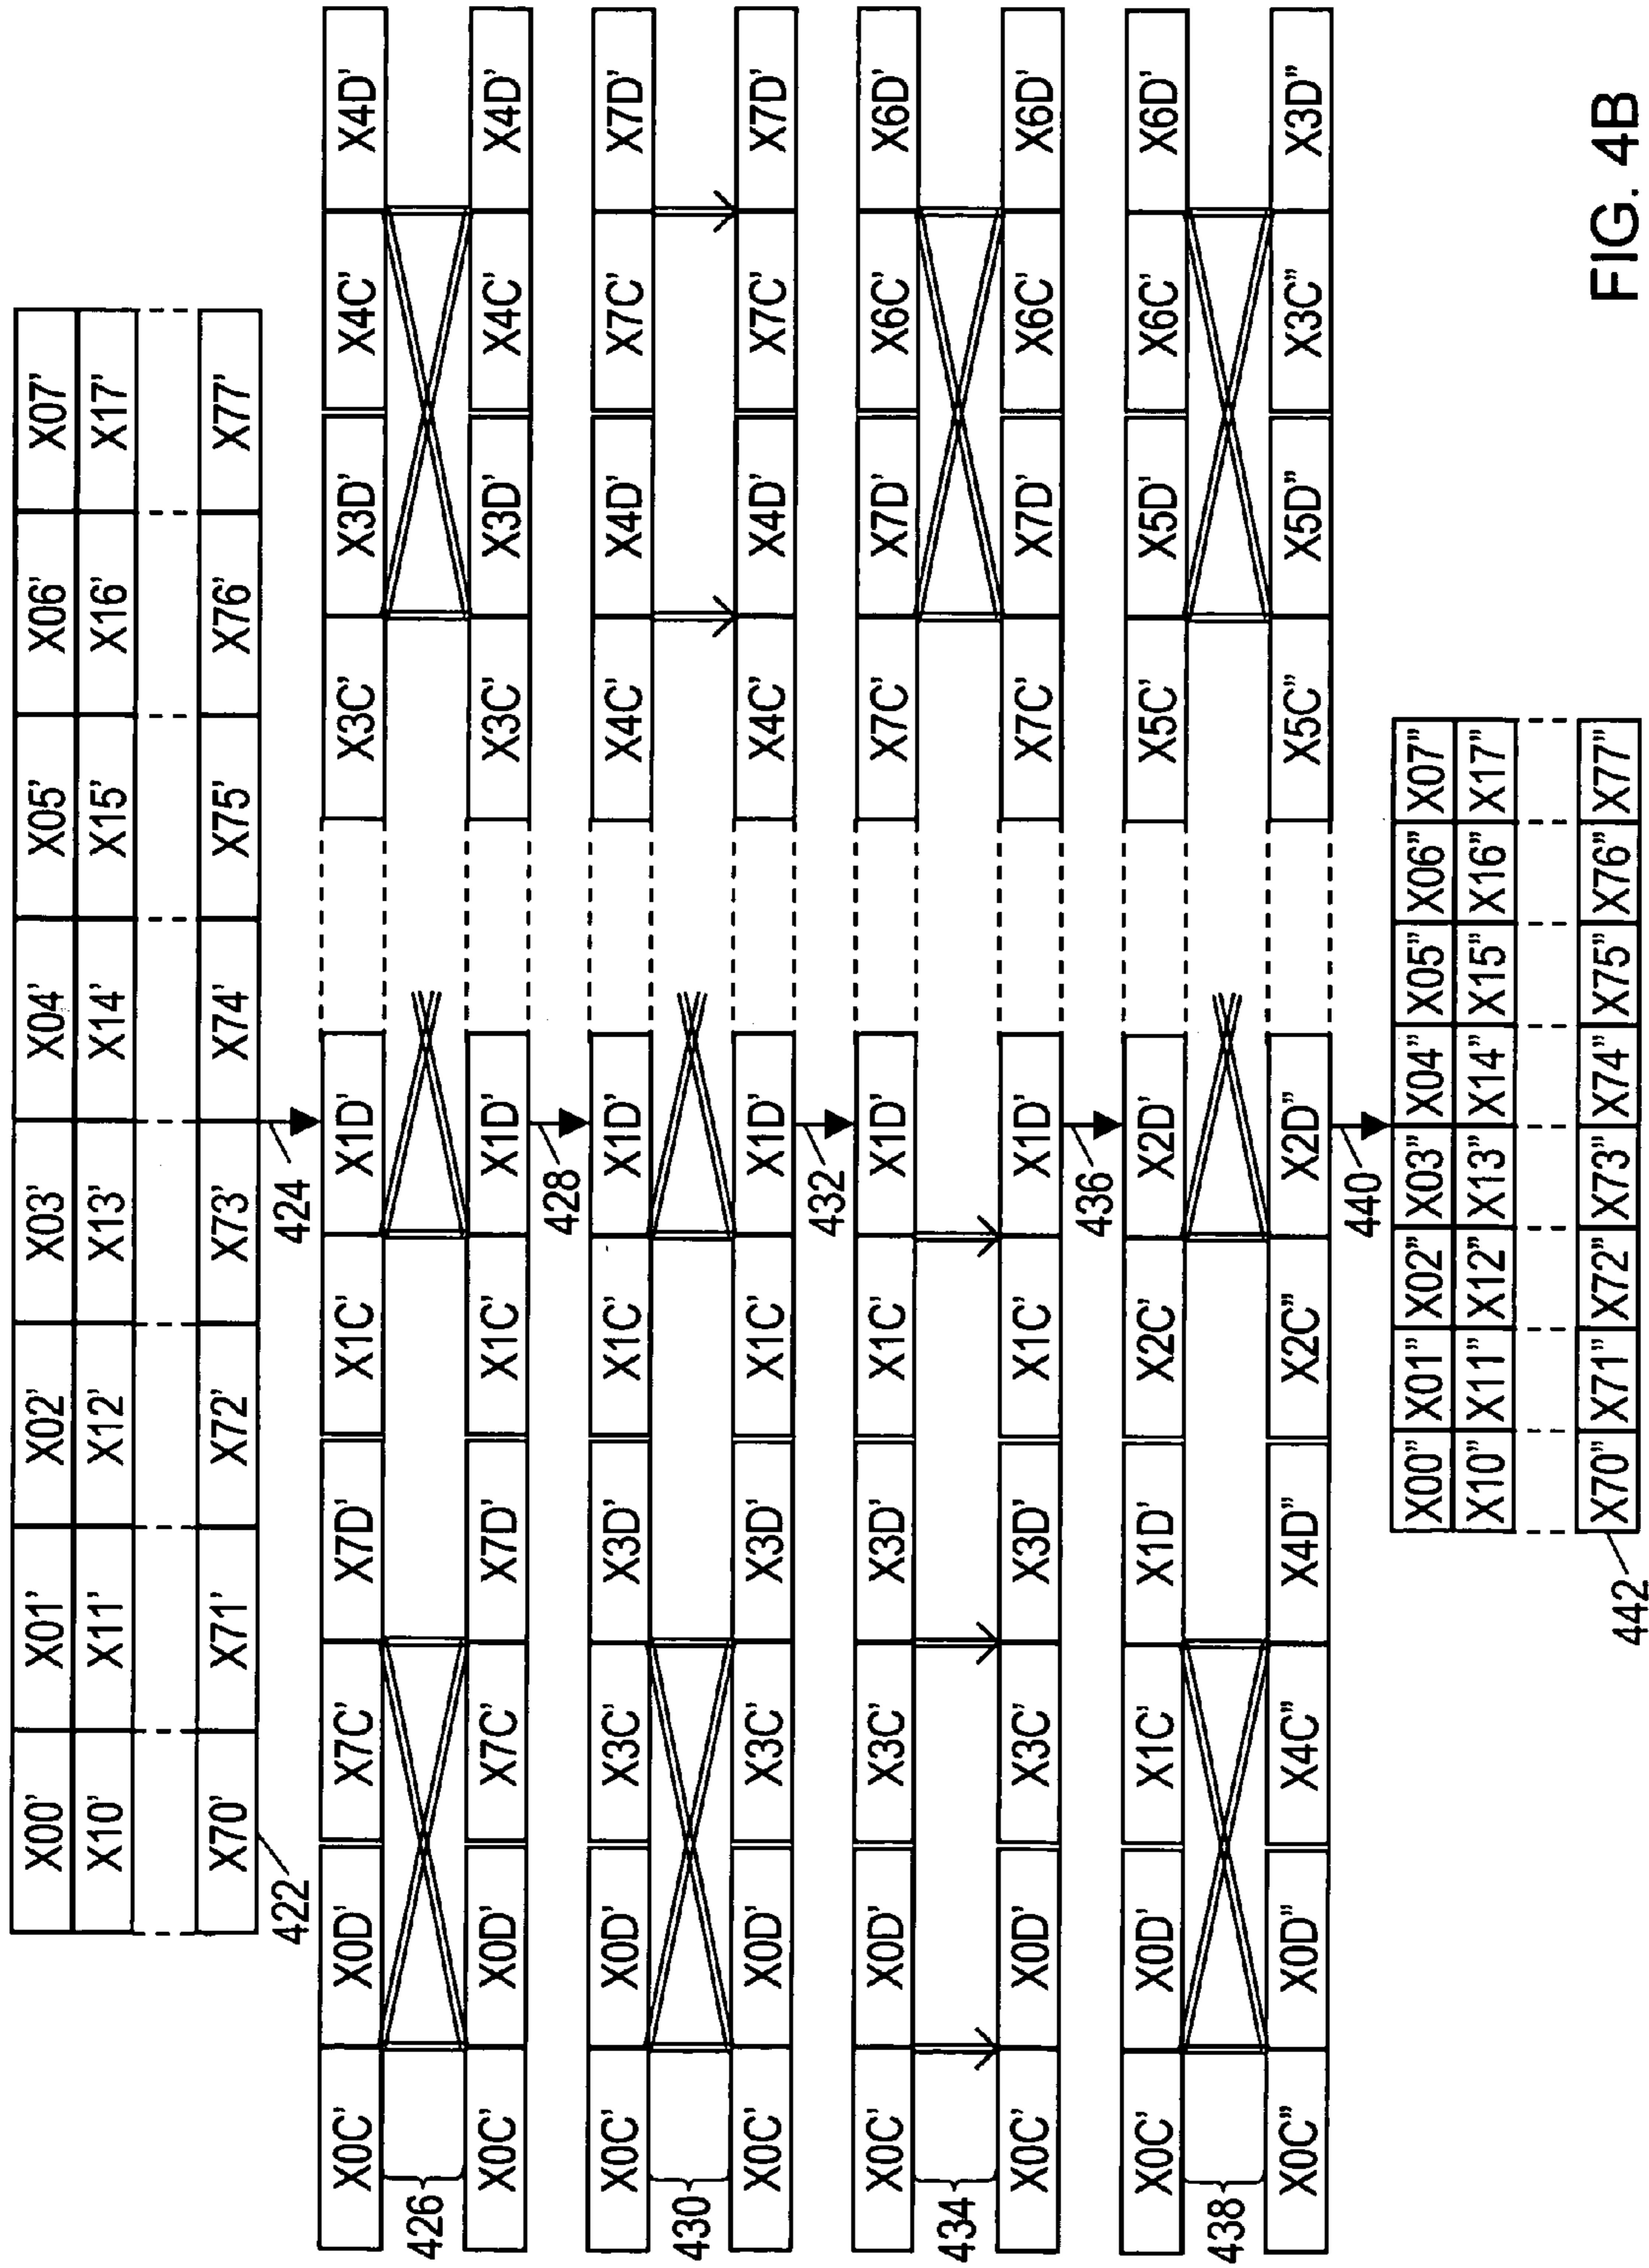 X00' X01' X02' X03' X04' X05' X06' X07'
X10' X11' X12' X13' X14' X15' X16' X17'
X70' X71' X72' X73' X74' X75' X76' X77'
422
424
X0C' X0D' X7C' X7D' X1C' X1D' X3C' X3D' X4C' X4D'
426
X0C' X0D' X7C' X7D' X1C' X1D' X3C' X3D' X4C' X4D'
428
X0C' X0D' X3C' X3D' X1C' X1D' X4C' X4D' X7C' X7D'
430
X0C' X0D' X3C' X3D' X1C' X1D' X4C' X4D' X7C' X7D'
432
X0C' X0D' X3C' X3D' X1C' X1D' X7C' X7D' X6C' X6D'
434
X0C' X0D' X3C' X3D' X1C' X1D' X7C' X7D' X6C' X6D'
436
X0C' X0D' X1C' X1D' X2C' X2D' X5C' X5D' X6C' X6D'
438
X0C" X0D" X4C" X4D" X2C" X2D" X5C" X5D" X3C" X3D"
440
X00" X01" X02" X03" X04" X05" X06" X07"
X10" X11" X12" X13" X14" X15" X16" X17"
X70" X71" X72" X73" X74" X75" X76" X77"
442
FIG. 4B